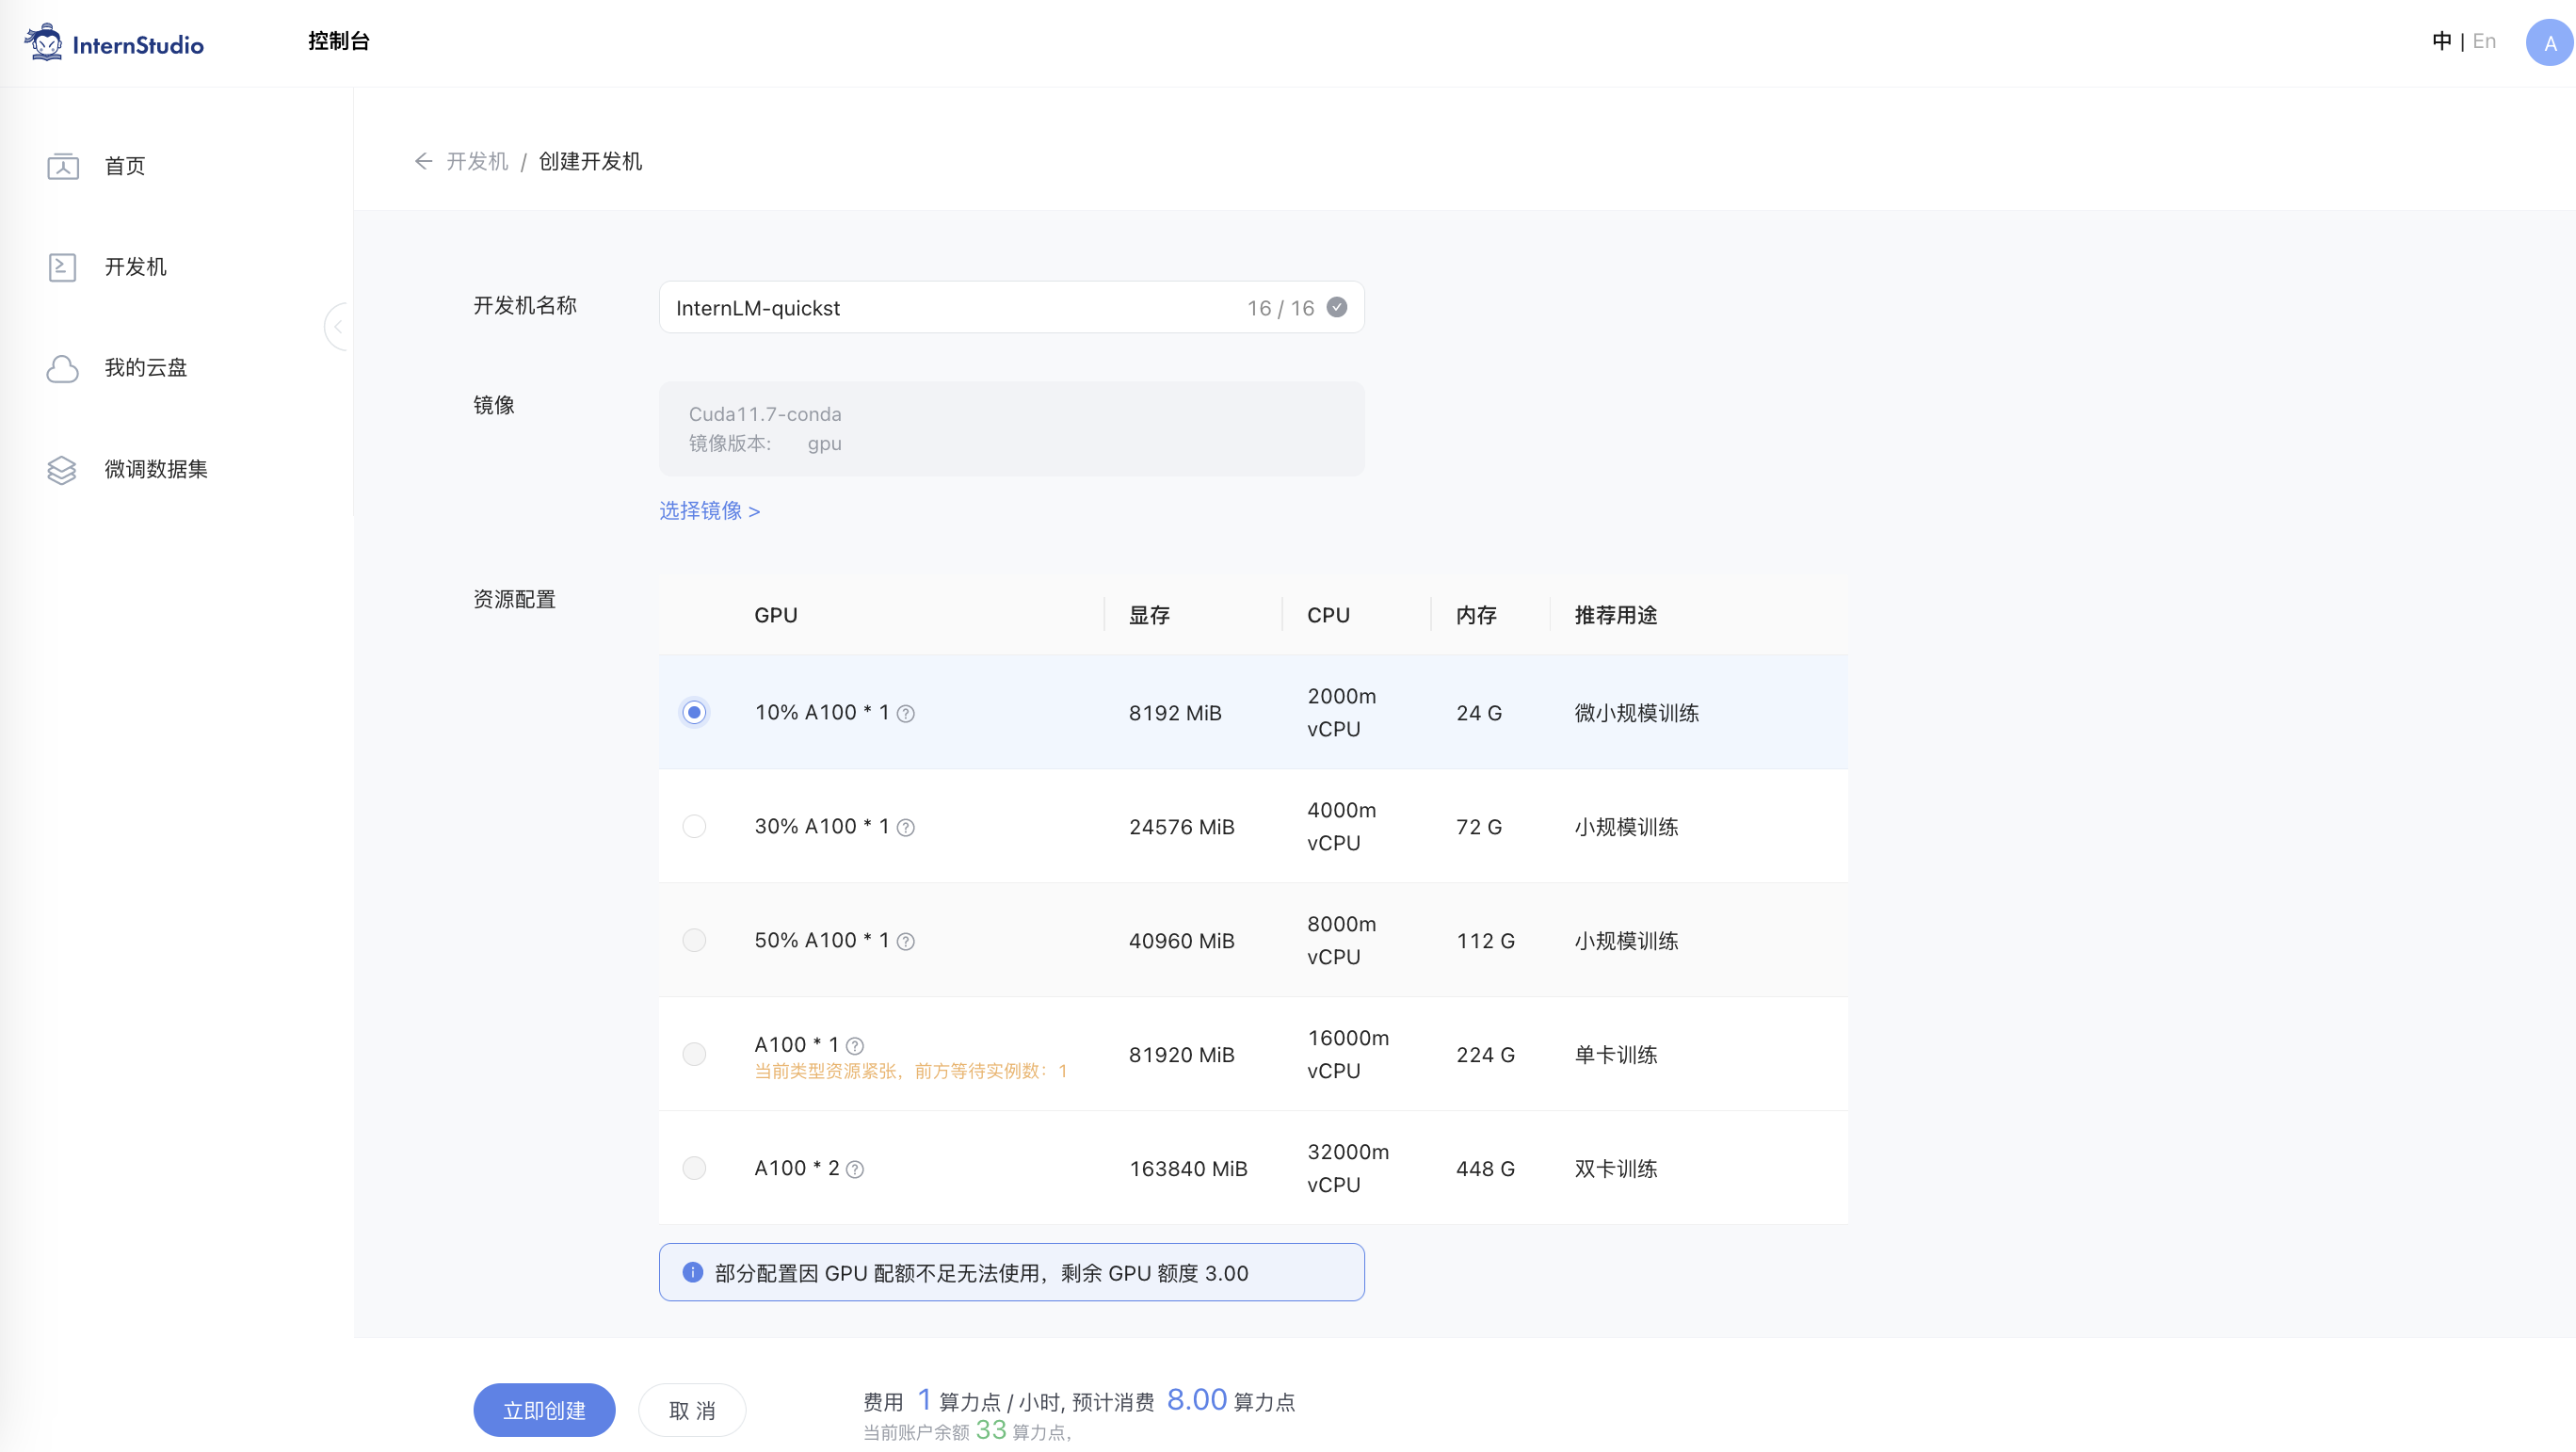 InternStudio
控制台
中 | En
A
首页
开发机
我的云盘
微调数据集
开发机 / 创建开发机
开发机名称
InternLM-quickst
16 / 16
镜像
Cuda11.7-conda
镜像版本: gpu
选择镜像 >
资源配置
GPU 显存 CPU 内存 推荐用途
10% A100 * 1 8192 MiB 2000m vCPU 24 G 微小规模训练
30% A100 * 1 24576 MiB 4000m vCPU 72 G 小规模训练
50% A100 * 1 40960 MiB 8000m vCPU 112 G 小规模训练
A100 * 1 81920 MiB 16000m vCPU 224 G 单卡训练
当前类型资源紧张，前方等待实例数：1
A100 * 2 163840 MiB 32000m vCPU 448 G 双卡训练
部分配置因 GPU 配额不足无法使用，剩余 GPU 额度 3.00
立即创建
取 消
费用 1 算力点 / 小时, 预计消费 8.00 算力点
当前账户余额 33 算力点，